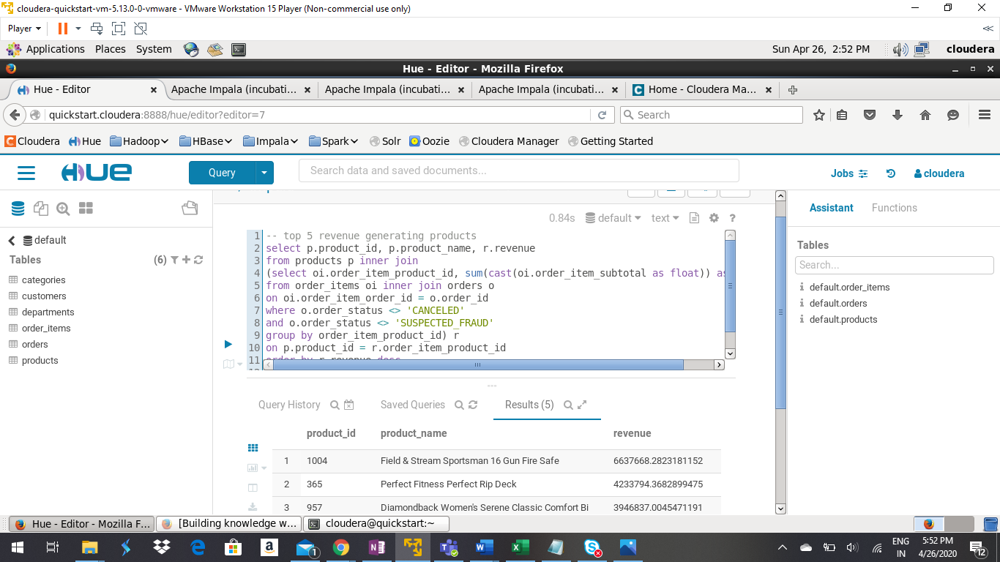 cloudera-quickstart-vm-5.13.0-0-vmware - VMware Workstation 15 Player (Non-commercial use only)
Player
Applications Places System Sun Apr 26, 2:52 PM cloudera
Hue - Editor - Mozilla Firefox
Hue - Editor Apache Impala (incubati... Apache Impala (incubati... Apache Impala (incubati... Home - Cloudera Ma...
quickstart.cloudera:8888/hue/editor?editor=7 Search
Cloudera Hue Hadoop HBase Impala Spark Solr Oozie Cloudera Manager Getting Started
HUE Query Search data and saved documents... Jobs cloudera
Assistant Functions
0.84s default text ?
default
Tables (6)
categories
customers
departments
order_items
orders
products
1 -- top 5 revenue generating products
2 select p.product_id, p.product_name, r.revenue
3 from products p inner join
4 (select oi.order_item_product_id, sum(cast(oi.order_item_subtotal as float)) as
5 from order_items oi inner join orders o
6 on oi.order_item_order_id = o.order_id
7 where o.order_status <> 'CANCELED'
8 and o.order_status <> 'SUSPECTED_FRAUD'
9 group by order_item_product_id) r
10 on p.product_id = r.order_item_product_id
11 order by r.revenue desc
Tables
Search...
default.order_items
default.orders
default.products
Query History Saved Queries Results (5)
product_id product_name revenue
1 1004 Field & Stream Sportsman 16 Gun Fire Safe 6637668.2823181152
2 365 Perfect Fitness Perfect Rip Deck 4233794.3682899475
3 957 Diamondback Women's Serene Classic Comfort Bi 3946837.0045471191
Hue - Editor - Mozilla F... [Building knowledge w... cloudera@quickstart:~
ENG 5:52 PM
IN 4/26/2020 12